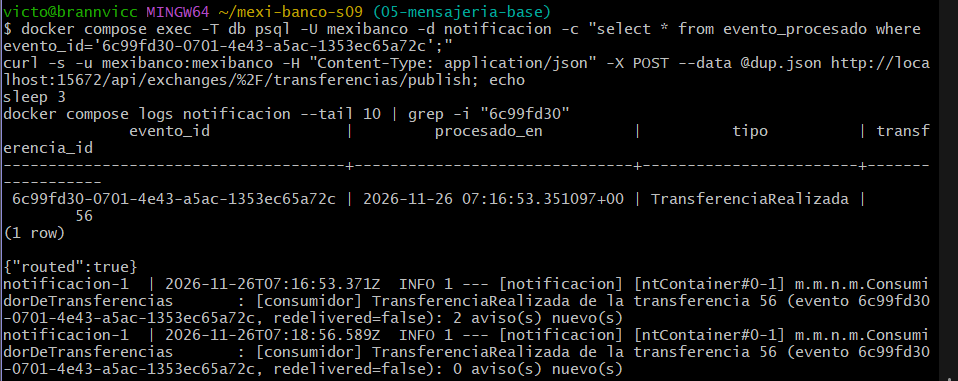 victo@brannvicc MINGW64 ~/mexi-banco-s09 (05-mensajeria-base)
$ docker compose exec -T db psql -U mexibanco -d notificacion -c "select * from evento_procesado where
evento_id='6c99fd30-0701-4e43-a5ac-1353ec65a72c';"
curl -s -u mexibanco:mexibanco -H "Content-Type: application/json" -X POST --data @dup.json http://loca
lhost:15672/api/exchanges/%2F/transferencias/publish; echo
sleep 3
docker compose logs notificacion --tail 10 | grep -i "6c99fd30"
              evento_id               |         procesado_en          |         tipo          | transf
erencia_id
--------------------------------------+-------------------------------+-----------------------+-------
-----------
 6c99fd30-0701-4e43-a5ac-1353ec65a72c | 2026-11-26 07:16:53.351097+00 | TransferenciaRealizada |
        56
(1 row)

{"routed":true}
notificacion-1  | 2026-11-26T07:16:53.371Z  INFO 1 --- [notificacion] [ntContainer#0-1] m.m.n.m.Consumi
dorDeTransferencias      : [consumidor] TransferenciaRealizada de la transferencia 56 (evento 6c99fd30
-0701-4e43-a5ac-1353ec65a72c, redelivered=false): 2 aviso(s) nuevo(s)
notificacion-1  | 2026-11-26T07:18:56.589Z  INFO 1 --- [notificacion] [ntContainer#0-1] m.m.n.m.Consumi
dorDeTransferencias      : [consumidor] TransferenciaRealizada de la transferencia 56 (evento 6c99fd30
-0701-4e43-a5ac-1353ec65a72c, redelivered=false): 0 aviso(s) nuevo(s)